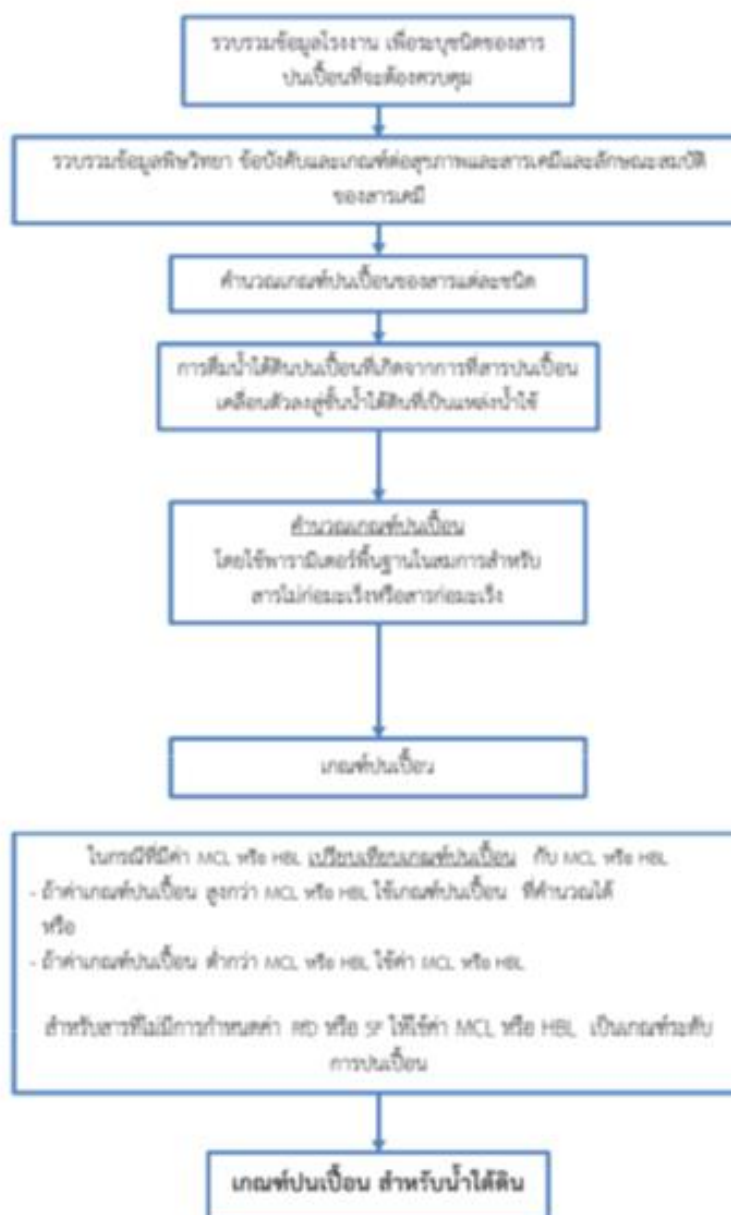 รวบรวมข้อมูลโรงงาน เพื่อระบุชนิดของสาร
ปนเปื้อนที่จะต้องควบคุม
รวบรวมข้อมูลพิษวิทยา ข้อบังคับและเกณฑ์ต่อสุขภาพและสารเคมีและลักษณะสมบัติ
ของสารเคมี
คำนวณเกณฑ์ปนเปื้อนของสารแต่ละชนิด
การดื่มน้ำใต้ดินปนเปื้อนที่เกิดจากการที่สารปนเปื้อน
เคลื่อนตัวลงสู่ชั้นน้ำใต้ดินที่เป็นแหล่งน้ำใช้
คำนวณเกณฑ์ปนเปื้อน
โดยใช้พารามิเตอร์พื้นฐานในสมการสำหรับ
สารไม่ก่อมะเร็งหรือสารก่อมะเร็ง
เกณฑ์ปนเปื้อน
ในกรณีที่มีค่า MCL หรือ HBL เปรียบเทียบเกณฑ์ปนเปื้อน กับ MCL หรือ HBL
- ถ้าค่าเกณฑ์ปนเปื้อน สูงกว่า MCL หรือ HBL ใช้เกณฑ์ปนเปื้อน ที่คำนวณได้
หรือ
- ถ้าค่าเกณฑ์ปนเปื้อน ต่ำกว่า MCL หรือ HBL ใช้ค่า MCL หรือ HBL
สำหรับสารที่ไม่มีการกำหนดค่า RfD หรือ SF ให้ใช้ค่า MCL หรือ HBL เป็นเกณฑ์ระดับ
การปนเปื้อน
เกณฑ์ปนเปื้อน สำหรับน้ำใต้ดิน